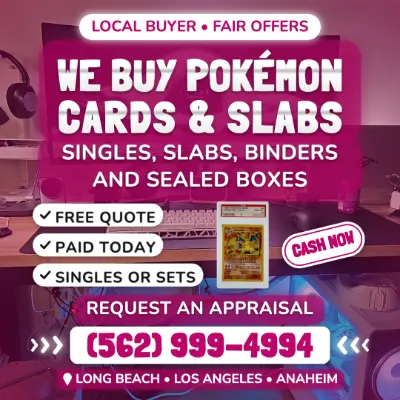 LOCAL BUYER • FAIR OFFERS
WE BUY POKÉMON
CARDS & SLABS
SINGLES, SLABS, BINDERS
AND SEALED BOXES
FREE QUOTE
PAID TODAY
SINGLES OR SETS
CASH NOW
REQUEST AN APPRAISAL
(562) 999-4994
LONG BEACH • LOS ANGELES • ANAHEIM